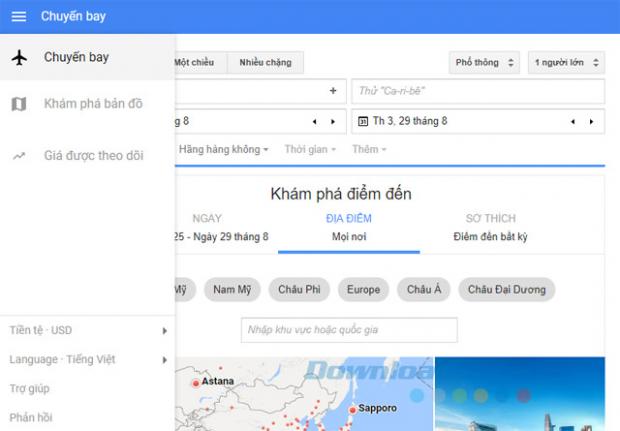 Chuyến bay
Chuyến bay
Khám phá bản đồ
Giá được theo dõi
Tiền tệ · USD
Language · Tiếng Việt
Trợ giúp
Phản hồi
Một chiều
Nhiều chặng
Phổ thông
1 người lớn
Thử "Ca-ri-bê"
g 8
Th 3, 29 tháng 8
Hãng hàng không
Thời gian
Thêm
Khám phá điểm đến
NGÀY
ĐỊA ĐIỂM
SỞ THÍCH
25 - Ngày 29 tháng 8
Mọi nơi
Điểm đến bất kỳ
Mỹ
Nam Mỹ
Châu Phi
Europe
Châu Á
Châu Đại Dương
Nhập khu vực hoặc quốc gia
Astana
Sapporo
Downloa